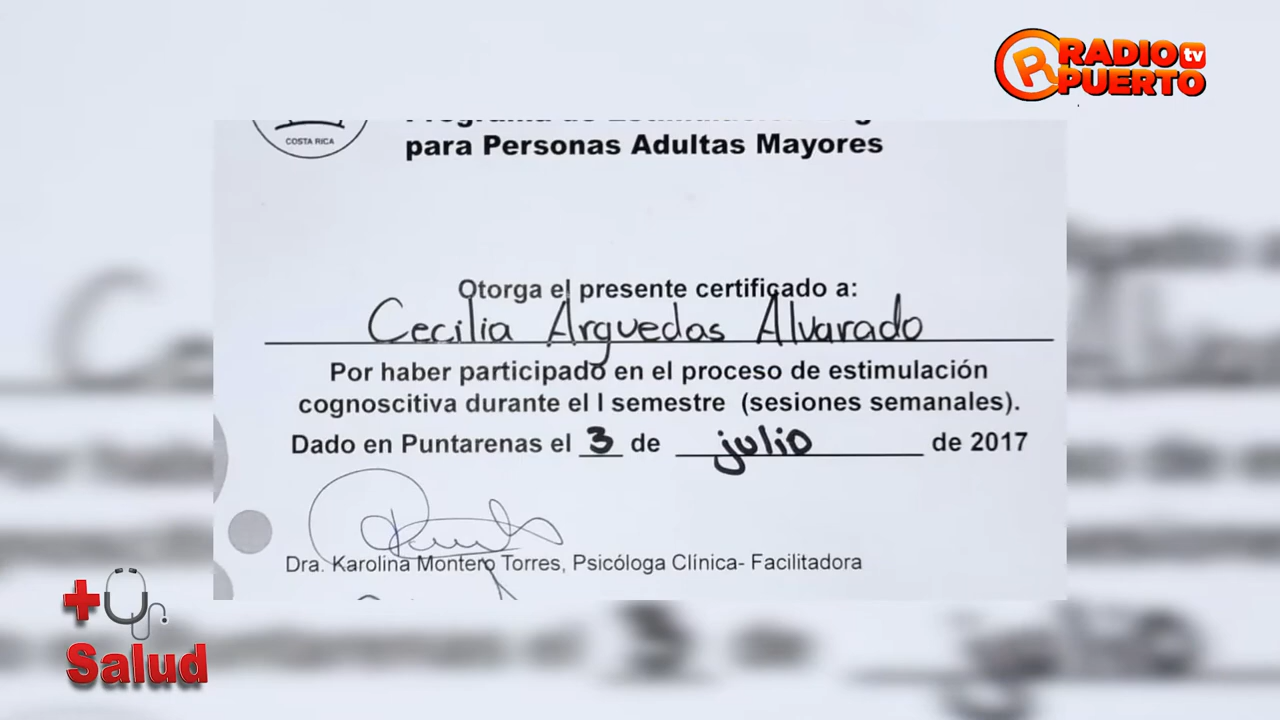 RADIO tv
PUERTO
COSTA RICA
para Personas Adultas Mayores
Otorga el presente certificado a:
Cecilia Arguedas Alvarado
Por haber participado en el proceso de estimulación
cognoscitiva durante el I semestre (sesiones semanales).
Dado en Puntarenas el 3 de julio de 2017
Dra. Karolina Montero Torres, Psicóloga Clínica- Facilitadora
+ Salud